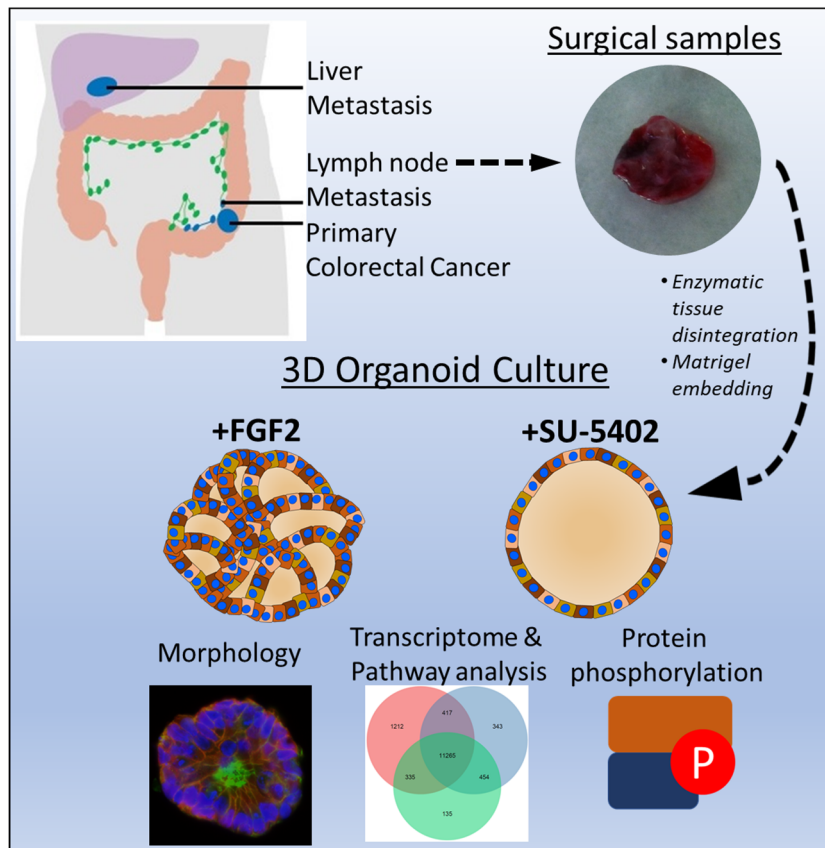 Surgical samples
Liver
Metastasis
Lymph node
Metastasis
Primary
Colorectal Cancer
• Enzymatic
tissue
disintegration
• Matrigel
embedding
3D Organoid Culture
+FGF2
+SU-5402
Morphology
Transcriptome &
Pathway analysis
Protein
phosphorylation
1212
417
343
11265
335
454
135
P